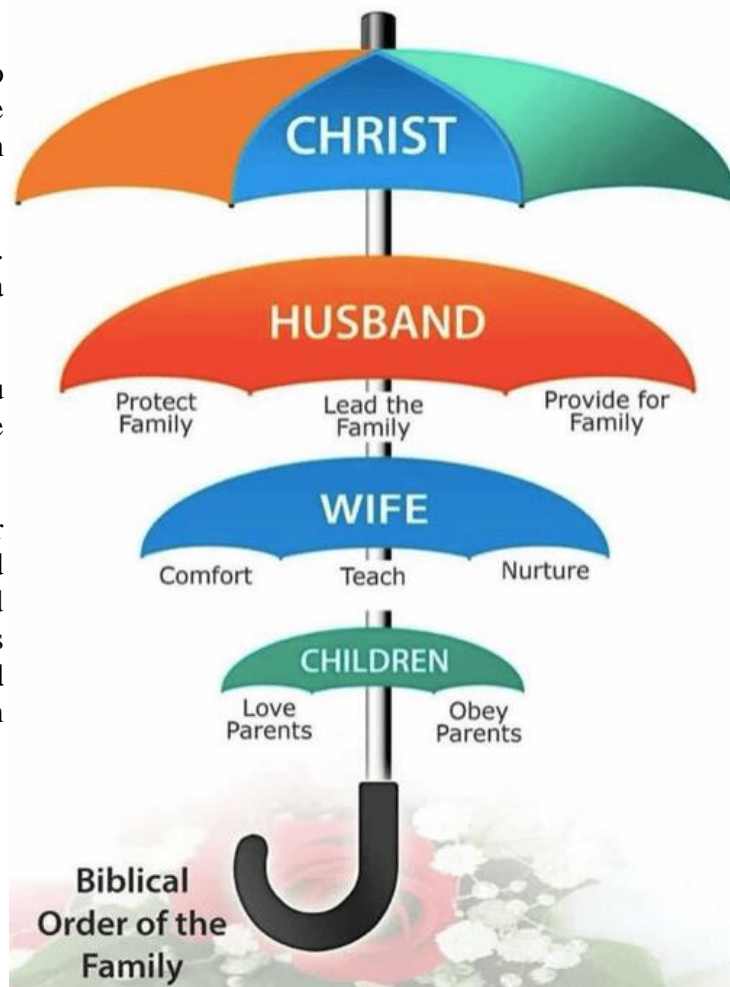 CHRIST
HUSBAND
Protect
Family
Lead the
Family
Provide for
Family
WIFE
Comfort
Teach
Nurture
CHILDREN
Love
Parents
Obey
Parents
Biblical
Order of the
Family